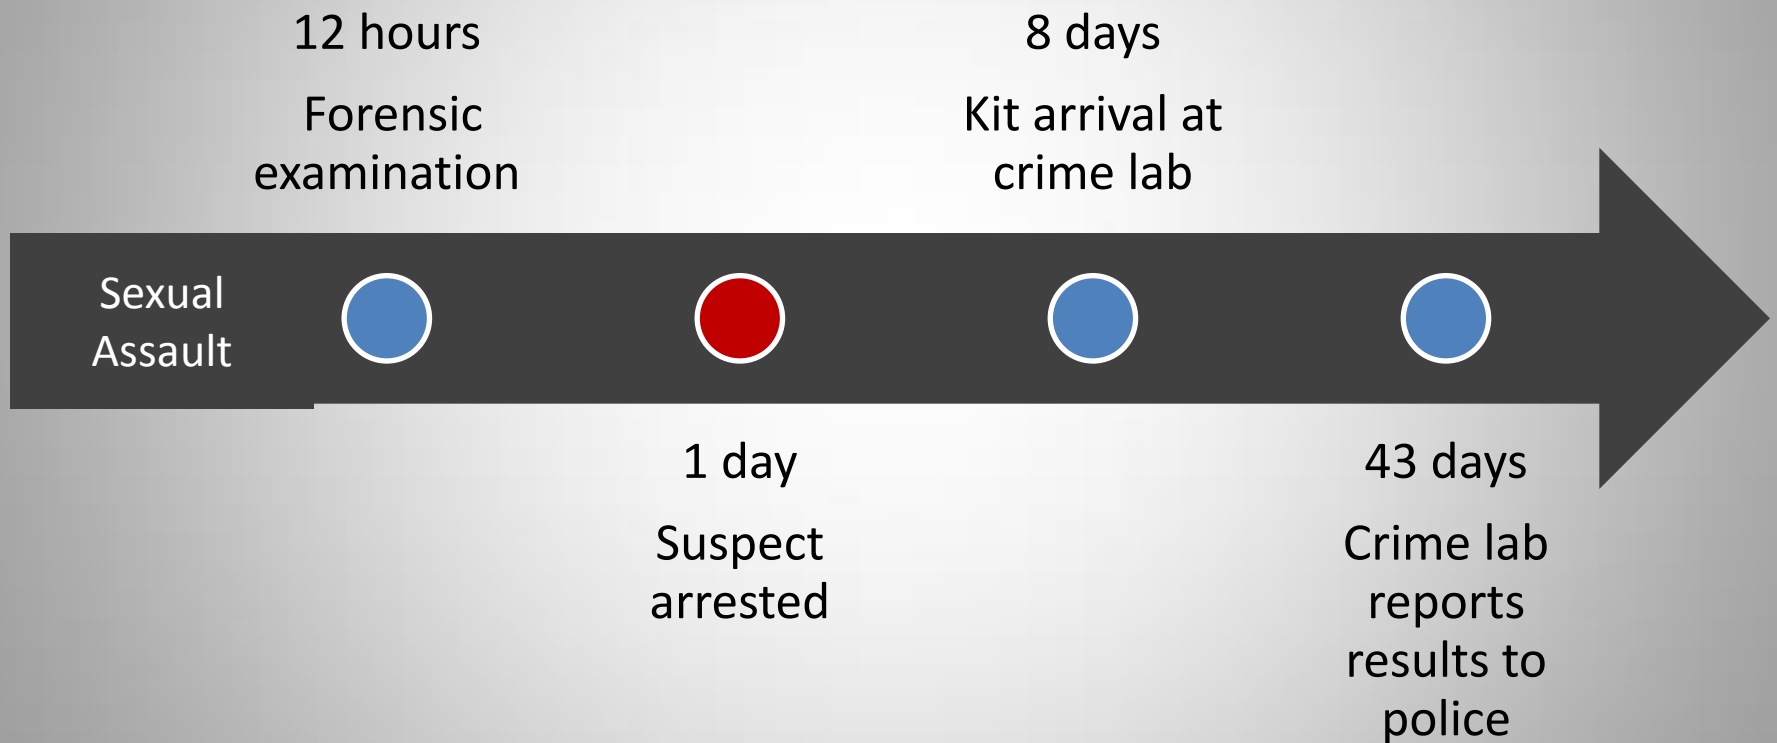 12 hours
Forensic
examination
8 days
Kit arrival at
crime lab
Sexual
Assault
1 day
Suspect
arrested
43 days
Crime lab
reports
results to
police